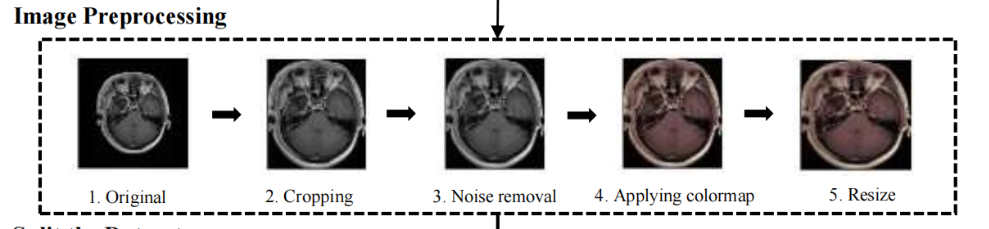 Image Preprocessing
1. Original
2. Cropping
3. Noise removal
4. Applying colormap
5. Resize